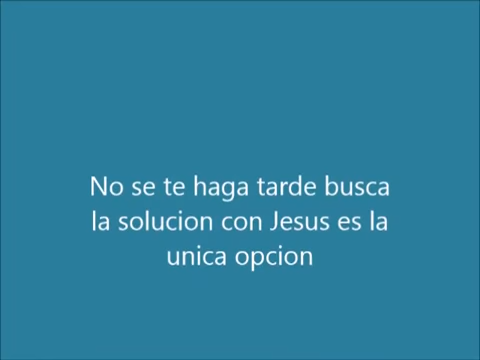 No se te haga tarde busca
la solucion con Jesus es la
unica opcion